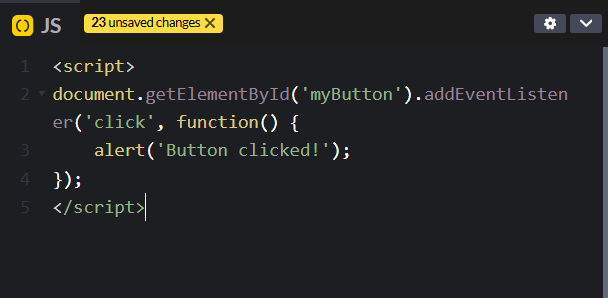 JS 23 unsaved changes X
1 <script>
2 document.getElementById('myButton').addEventListen
er('click', function() {
3     alert('Button clicked!');
4 });
5 </script>